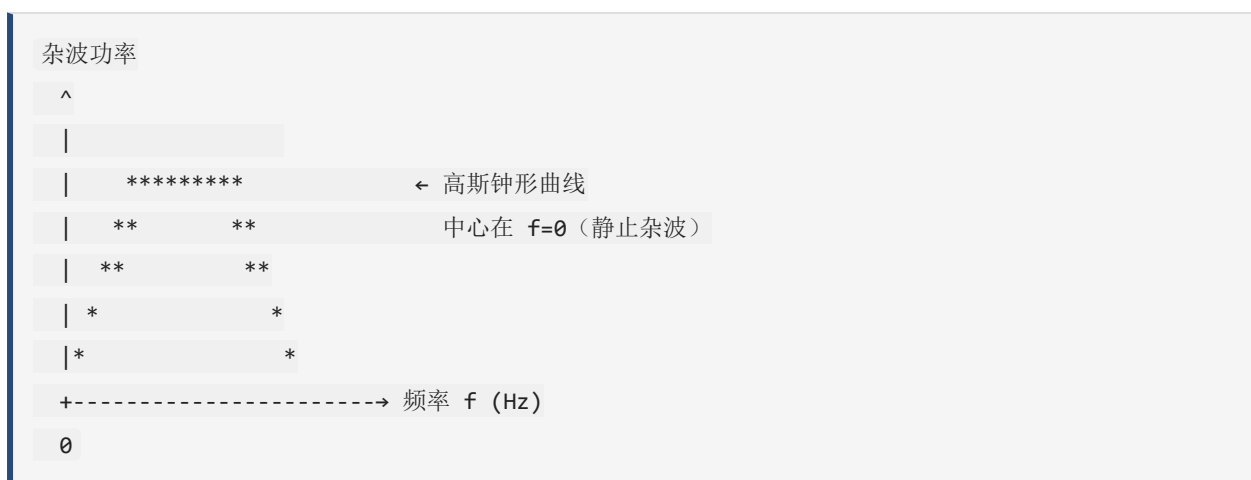 杂波功率
^
|
|    *********             ← 高斯钟形曲线
|   **       **              中心在 f=0（静止杂波）
|  **         **
| *             *
|*               *
+-----------------------→ 频率 f (Hz)
0